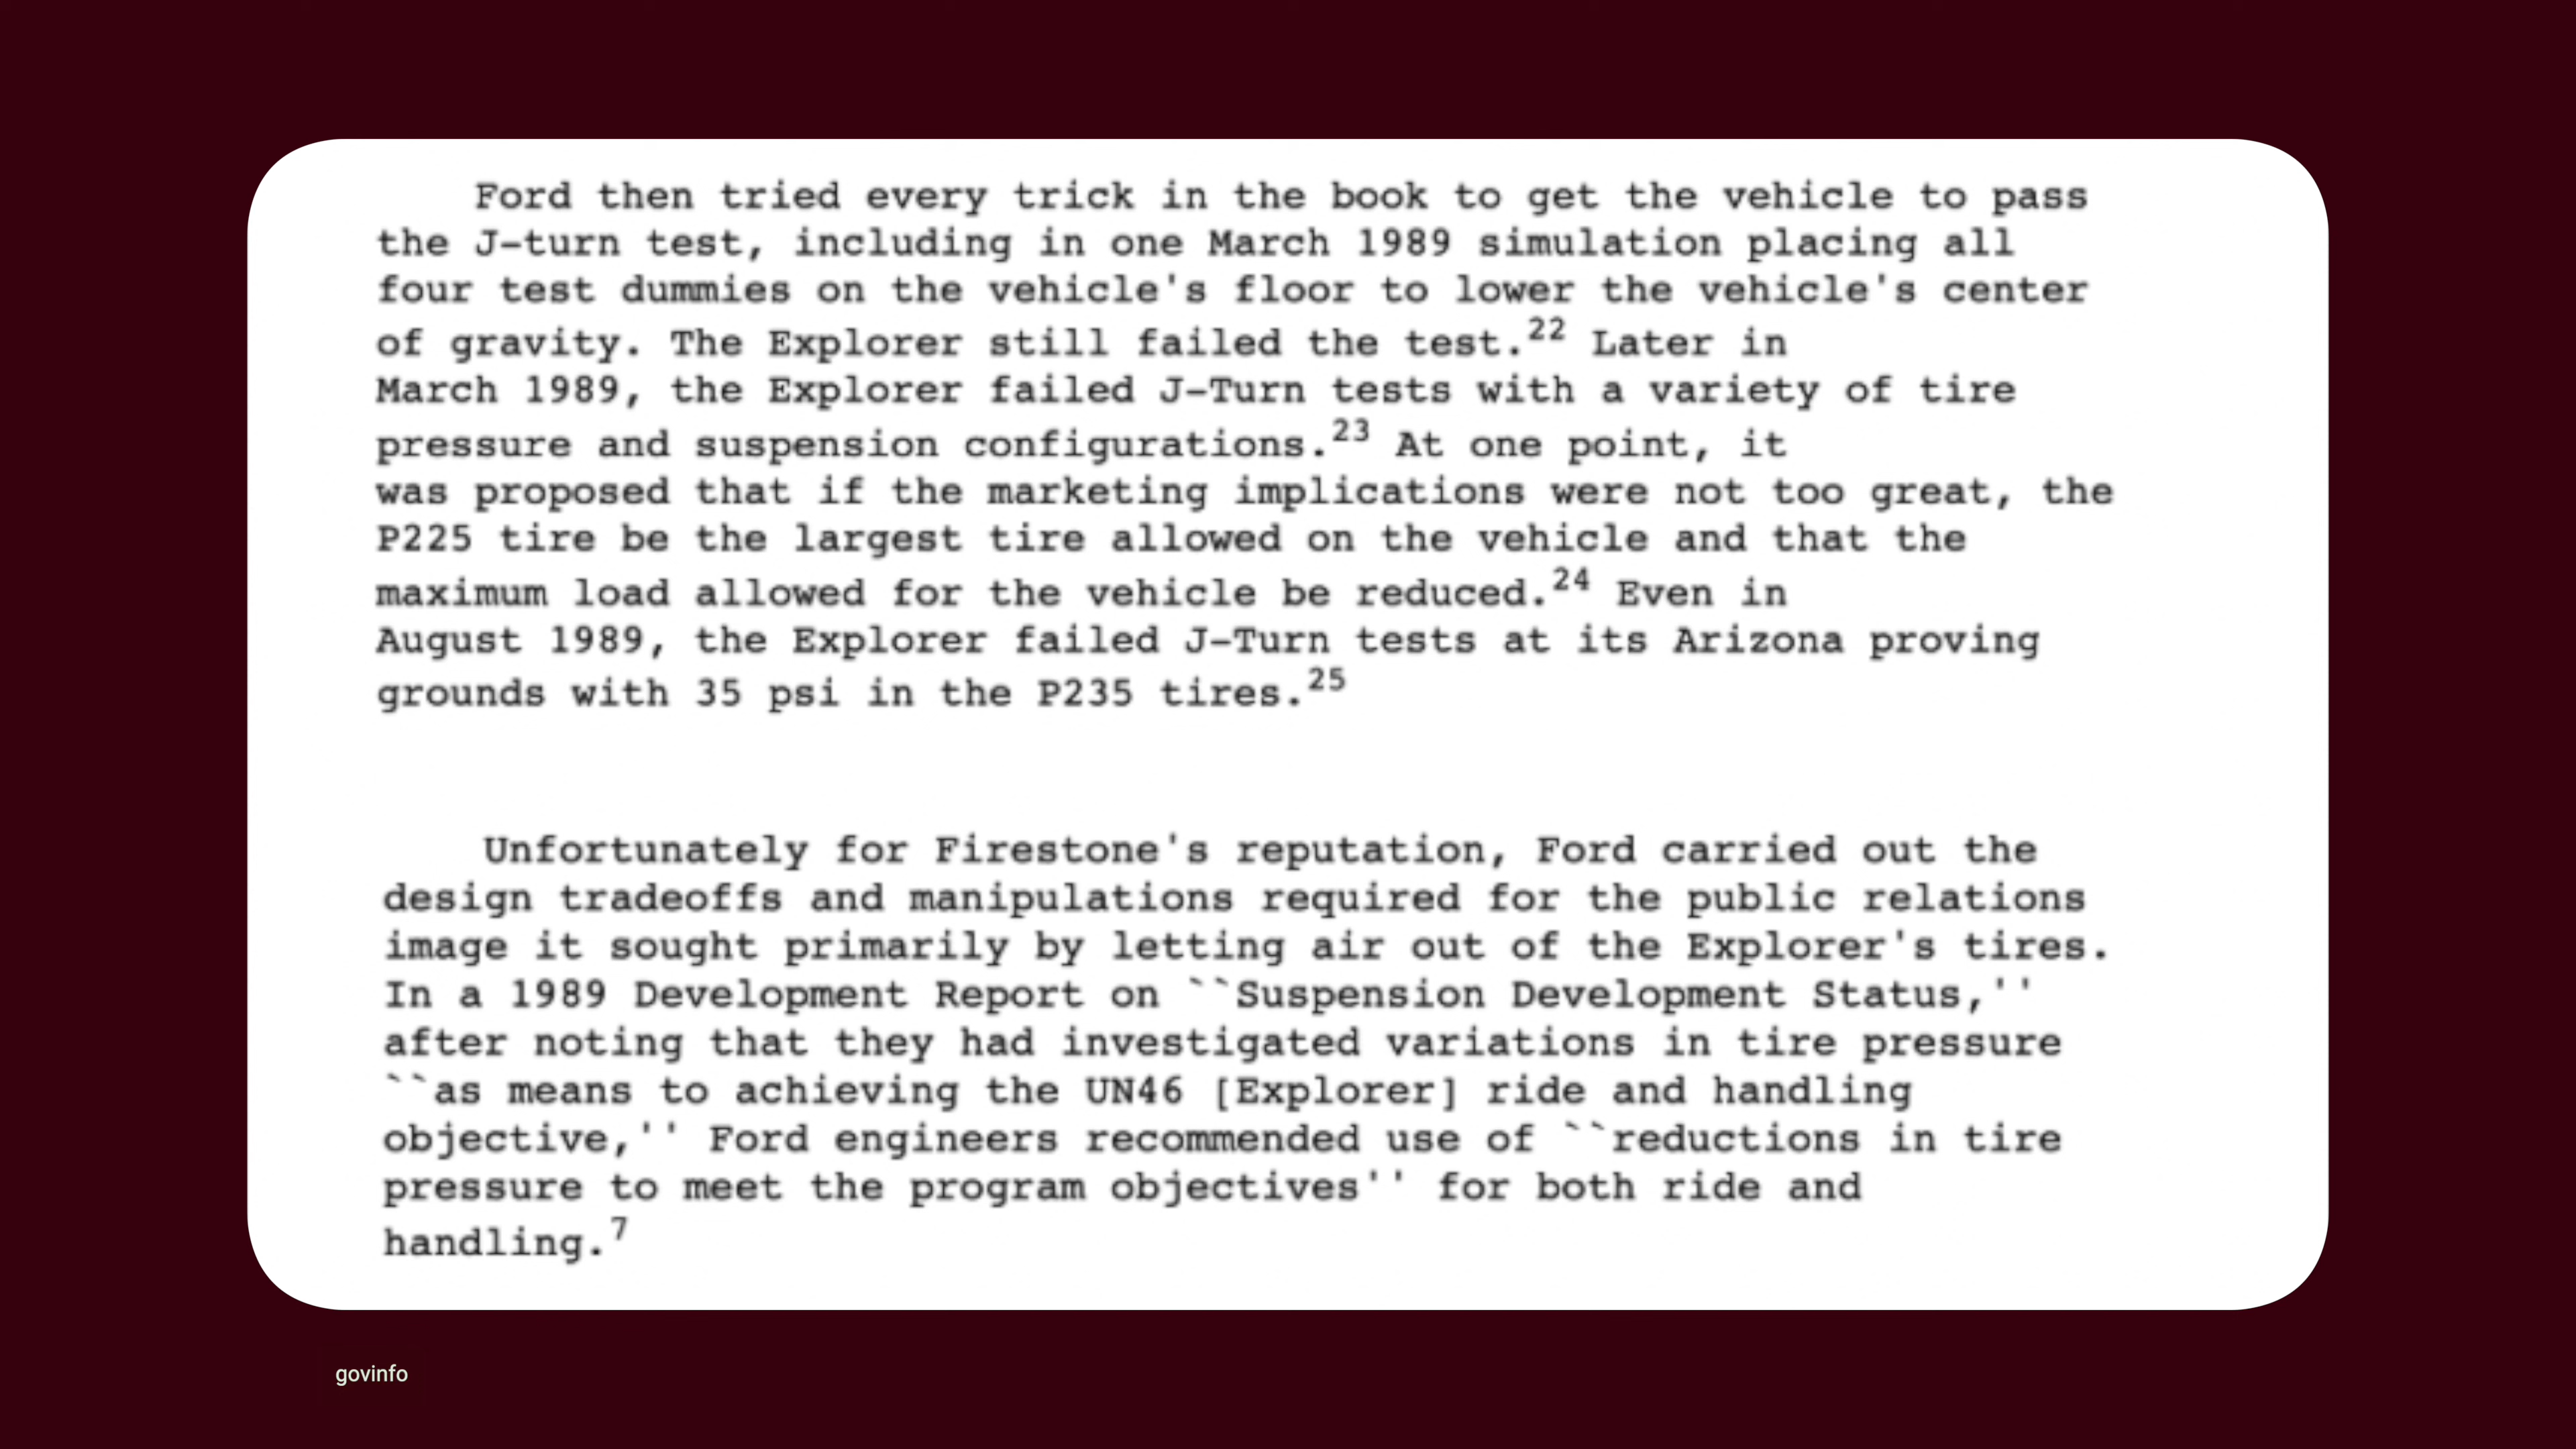 Ford then tried every trick in the book to get the vehicle to pass
the J-turn test, including in one March 1989 simulation placing all
four test dummies on the vehicle's floor to lower the vehicle's center
of gravity. The Explorer still failed the test.22 Later in
March 1989, the Explorer failed J-Turn tests with a variety of tire
pressure and suspension configurations.23 At one point, it
was proposed that if the marketing implications were not too great, the
P225 tire be the largest tire allowed on the vehicle and that the
maximum load allowed for the vehicle be reduced.24 Even in
August 1989, the Explorer failed J-Turn tests at its Arizona proving
grounds with 35 psi in the P235 tires.25
Unfortunately for Firestone's reputation, Ford carried out the
design tradeoffs and manipulations required for the public relations
image it sought primarily by letting air out of the Explorer's tires.
In a 1989 Development Report on ``Suspension Development Status,''
after noting that they had investigated variations in tire pressure
``as means to achieving the UN46 [Explorer] ride and handling
objective,'' Ford engineers recommended use of ``reductions in tire
pressure to meet the program objectives'' for both ride and
handling.7
govinfo